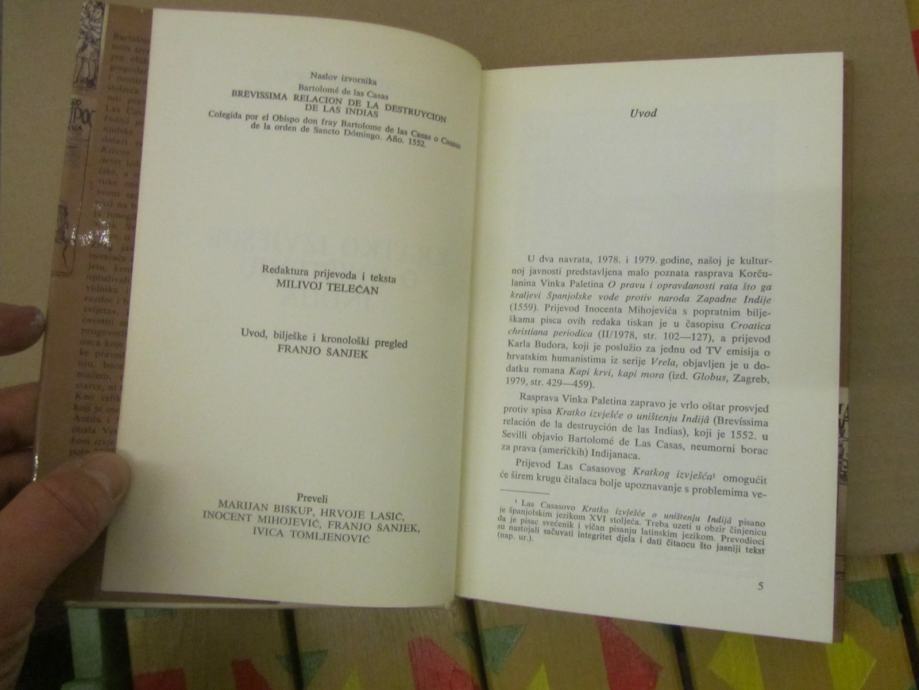 Naslov izvornika
Bartolomé de las Casas
BREVISSIMA RELACION DE LA DESTRUYCION
DE LAS INDIAS
Colegida por el Obispo don fray Bartolome de las Casas o Casaus
de la orden de Sancto Dómingo. Año. 1552.
Redaktura prijevoda i teksta
MILIVOJ TELEĆAN
Uvod, bilješke i kronološki pregled
FRANJO ŠANJEK
Preveli
MARIJAN BIŠKUP, HRVOJE LASIĆ,
INOCENT MIHOJEVIĆ, FRANJO ŠANJEK,
IVICA TOMLJENOVIĆ
Uvod
U dva navrata, 1978. i 1979. godine, našoj je kultur-
noj javnosti predstavljena malo poznata rasprava Korču-
lanina Vinka Paletina O pravu i opravdanosti rata što ga
kraljevi Španjolske vode protiv naroda Zapadne Indije
(1559). Prijevod Inocenta Mihojevića s popratnim bilje-
škama pisca ovih redaka tiskan je u časopisu Croatica
christiana periodica (II/1978, str. 102—127), a prijevod
Karla Budora, koji je poslužio za jednu od TV emisija o
hrvatskim humanistima iz serije Vrela, objavljen je u do-
datku romana Kapi krvi, kapi mora (izd. Globus, Zagreb,
1979, str. 429—459).
Rasprava Vinka Paletina zapravo je vrlo oštar prosvjed
protiv spisa Kratko izvješće o uništenju Indijâ (Brevíssima
relación de la destruyción de las Indias), koji je 1552. u
Sevilli objavio Bartolomé de Las Casas, neumorni borac
za prava (američkih) Indijanaca.
Prijevod Las Casasovog Kratkog izvješća¹ omogućit
će širem krugu čitalaca bolje upoznavanje s problemima ve-
¹ Las Casasovo Kratko izvješće o uništenju Indijâ pisano
je španjolskim jezikom XVI stoljeća. Treba uzeti u obzir činjenicu
da je pisac svećenik i vičan pisanju latinskim jezikom. Prevodioci
su nastojali sačuvati integritet djela i dati čitaocu što jasniji tekst
(nap. ur.).
5